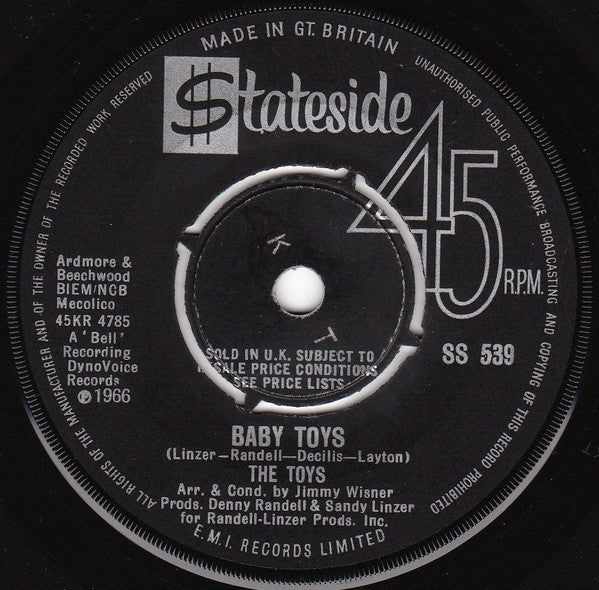 MADE IN GT. BRITAIN
UNAUTHORISED PUBLIC PERFORMANCE BROADCASTING AND COPYING OF THIS RECORD PROHIBITED
ALL RIGHTS OF THE MANUFACTURER AND OF THE OWNER OF THE RECORDED WORK RESERVED
$tateside
45
R.P.M.
K
T
Ardmore &
Beechwood
BIEM/NCB
Mecolico
45KR 4785
A 'Bell'
Recording
DynoVoice
Records
℗ 1966
SS 539
SOLD IN U.K. SUBJECT TO
PRICE CONDITIONS
SEE PRICE LISTS
BABY TOYS
(Linzer—Randell—Decilis—Layton)
THE TOYS
Arr. & Cond. by Jimmy Wisner
Prods. Denny Randell & Sandy Linzer
for Randell-Linzer Prods. Inc.
E.M.I. RECORDS LIMITED